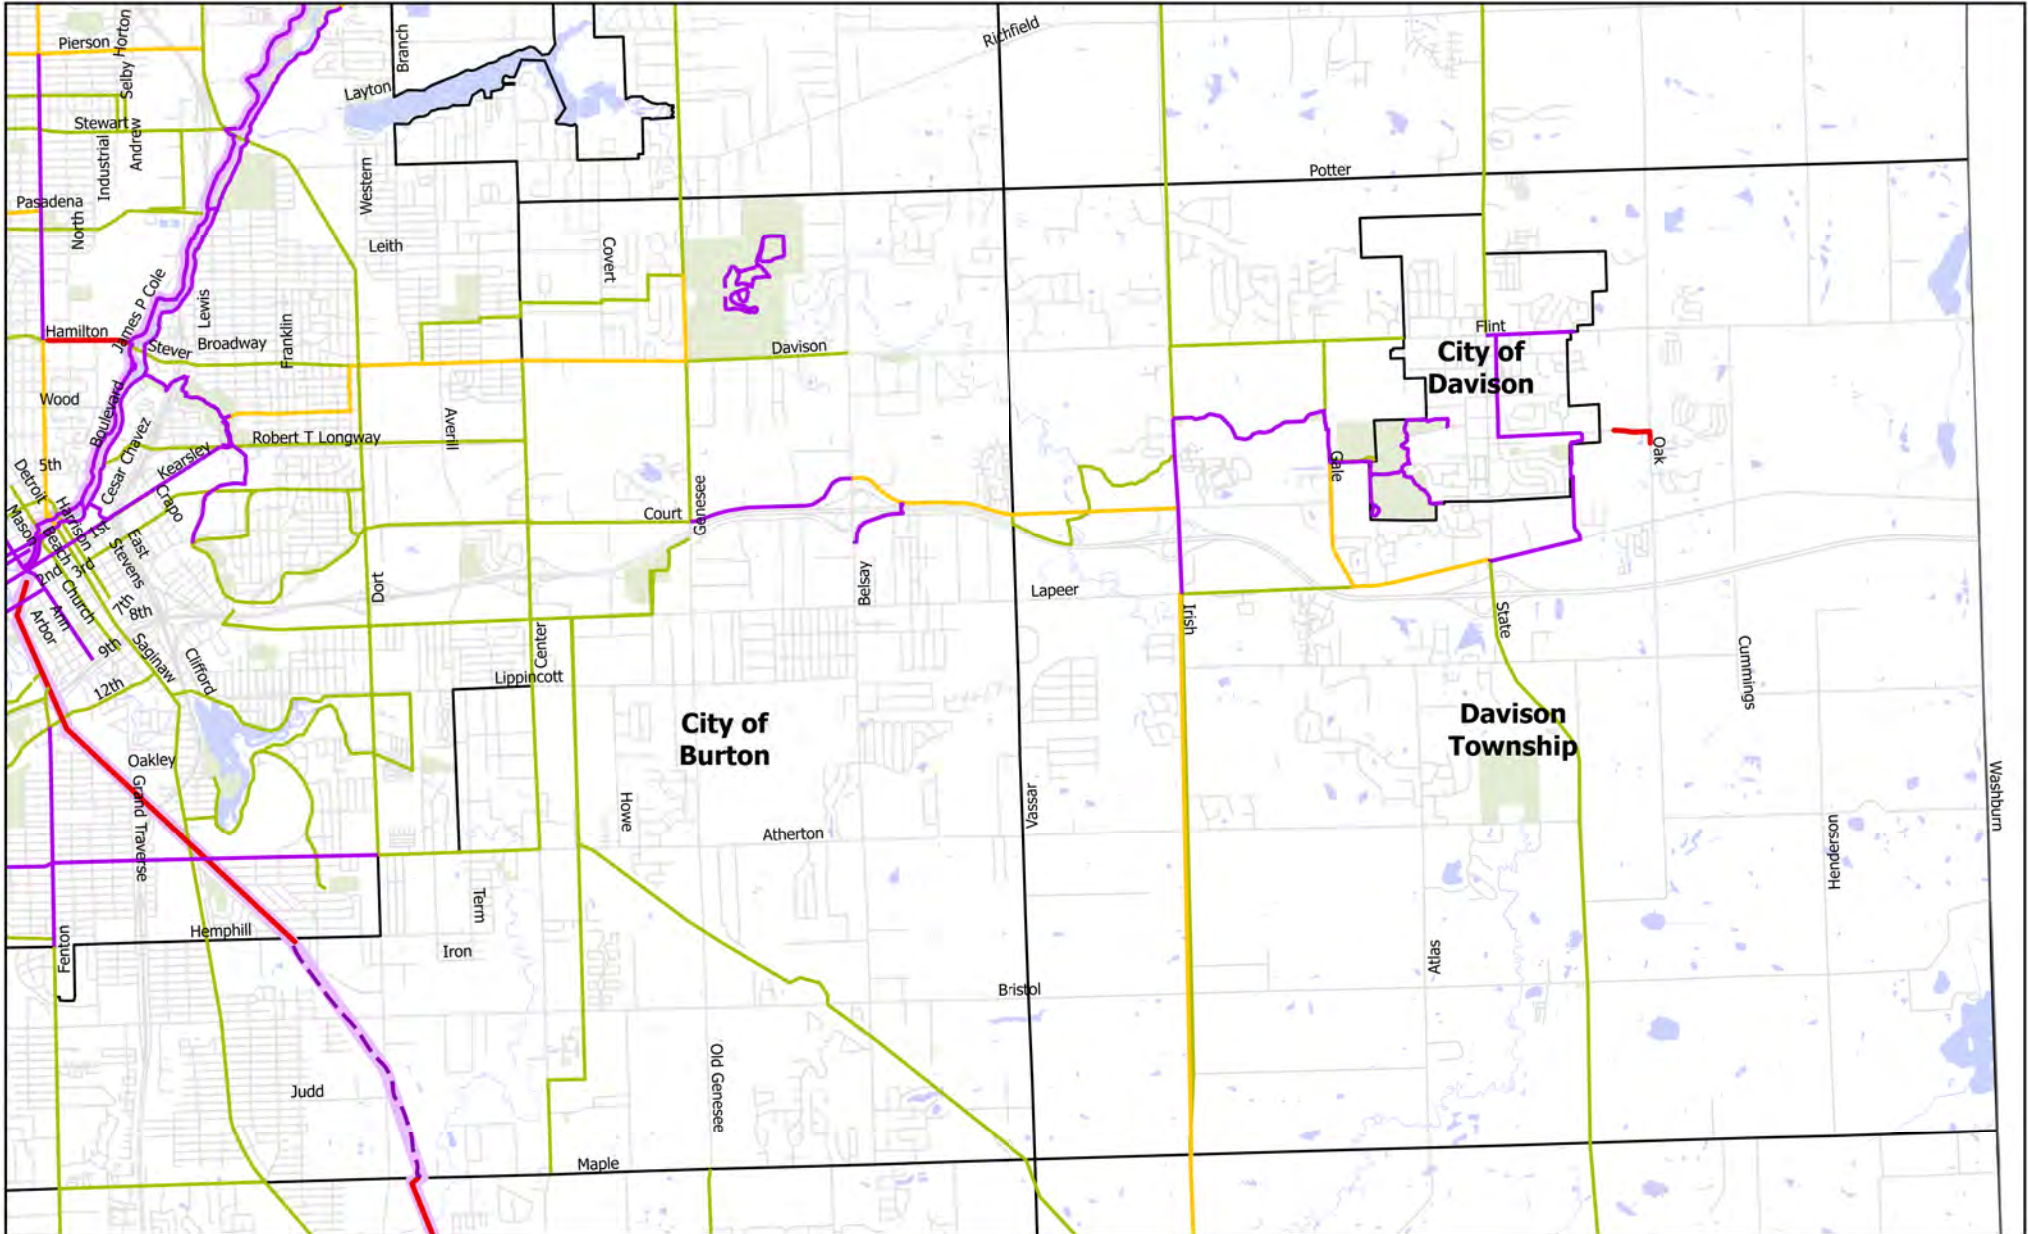 Pierson
Selby Horton
Branch
Richfield
Layton
Stewart
Industrial
Andrew
Western
Potter
Pasadena
North
Leith
Covert
James P Cole
Lewis
Hamilton
Stever
Broadway
Franklin
Davison
Flint
City of
Davison
Wood
Boulevard
Cesar Chavez
Averill
Robert T Longway
Kearsley
5th
Detroit
Crapo
Gale
Oak
Mason
Harrison
Beach
1st
East
Court
Genesee
2nd
3rd
Stevens
Church
7th
8th
Dort
Belsay
Lapeer
Irish
State
Ann
Arbor
9th
Saginaw
Clifford
Center
12th
Lippincott
Cummings
City of
Burton
Davison
Township
Oakley
Grand Traverse
Howe
Atherton
Vassar
Washburn
Henderson
Term
Fenton
Hemphill
Iron
Atlas
Bristol
Judd
Old Genesee
Maple